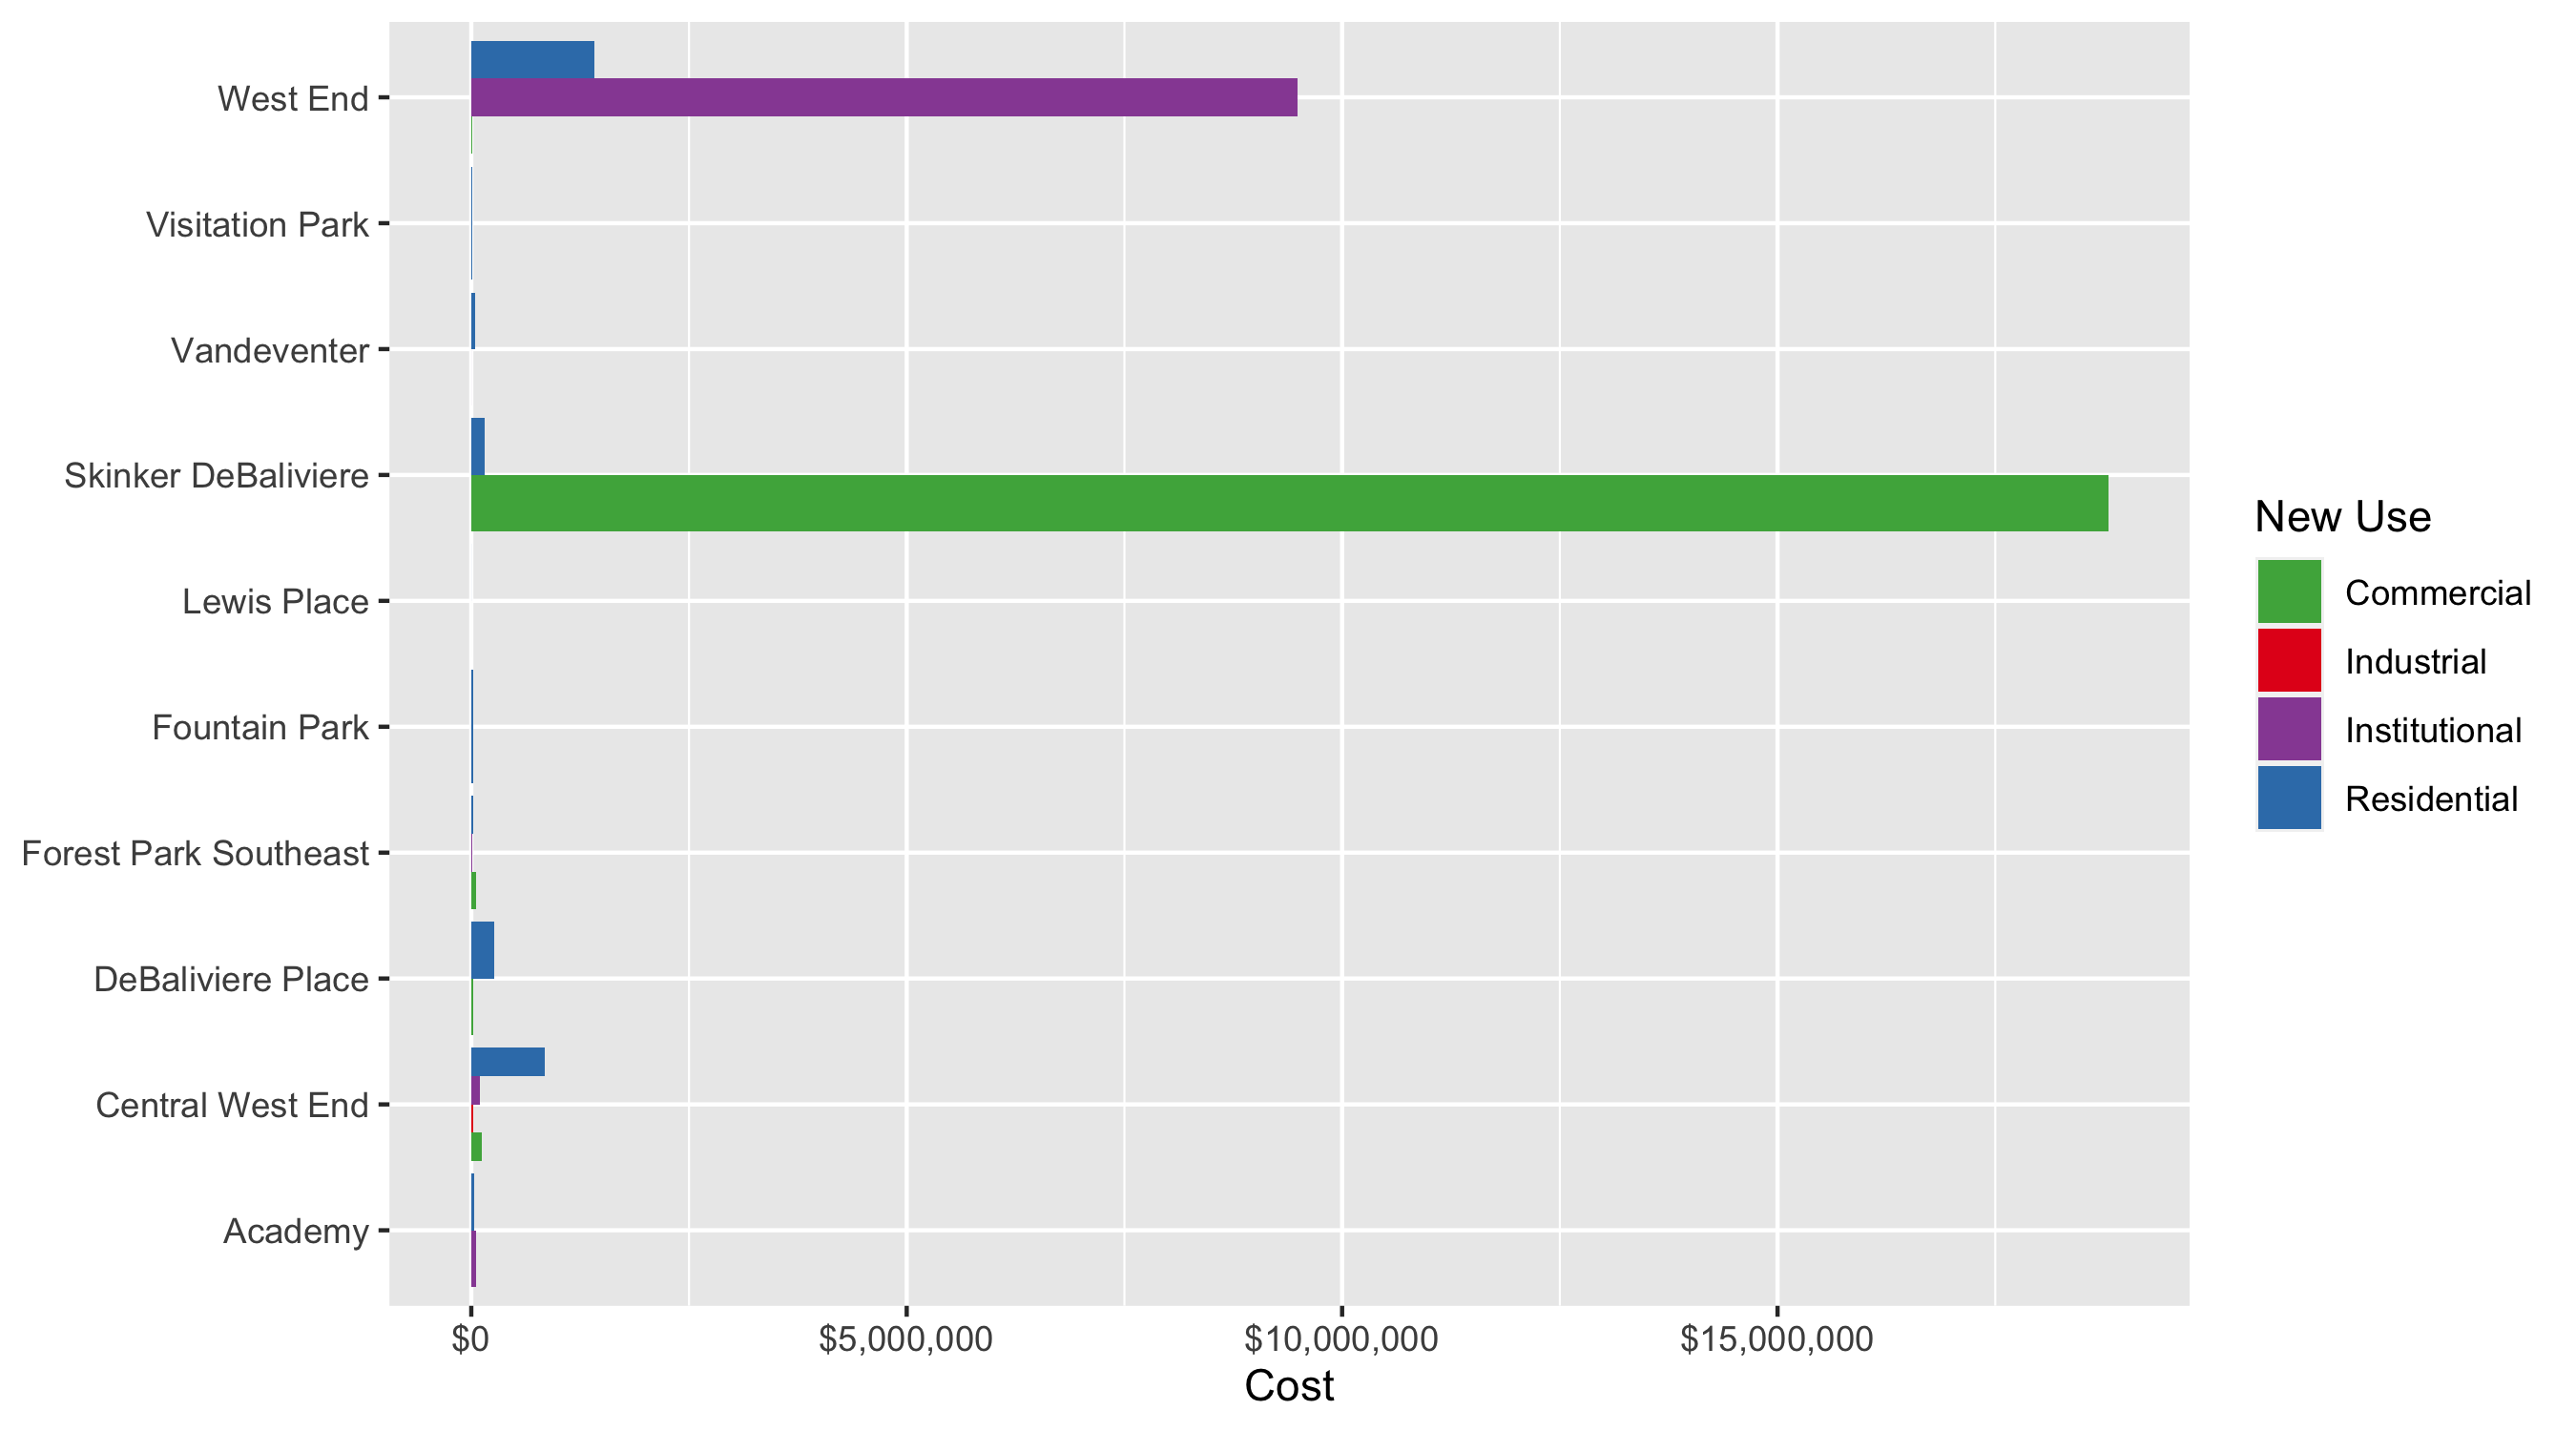 West End
Visitation Park
Vandeventer
Skinker DeBaliviere
Lewis Place
Fountain Park
Forest Park Southeast
DeBaliviere Place
Central West End
Academy
$0
$5,000,000
$10,000,000
$15,000,000
Cost
New Use
Commercial
Industrial
Institutional
Residential